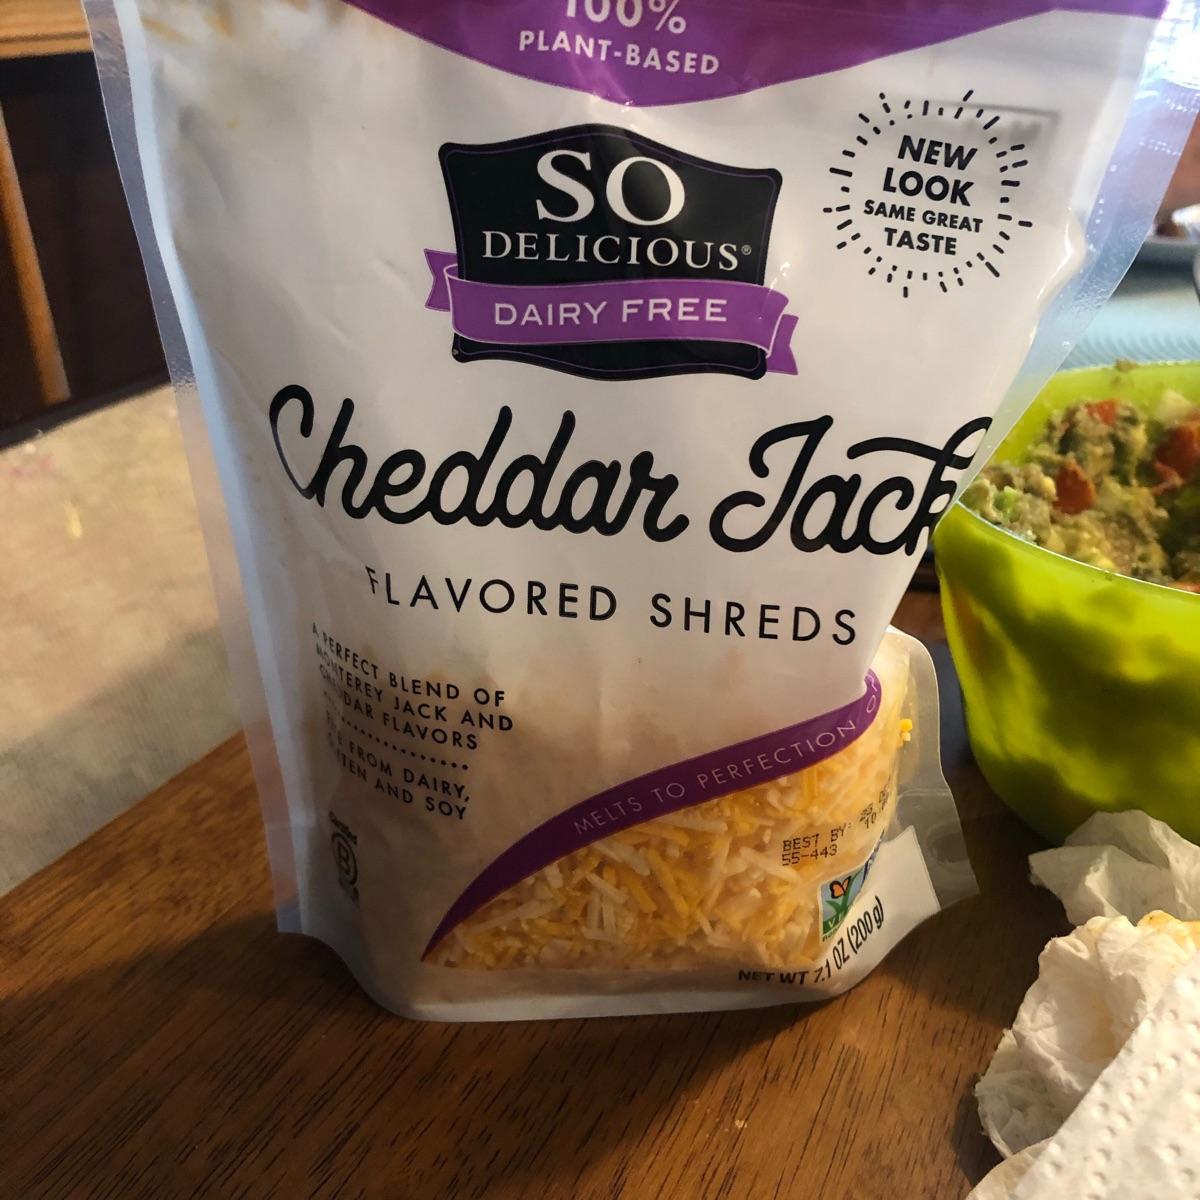 100%
PLANT-BASED
SO
DELICIOUS®
DAIRY FREE
NEW
LOOK
SAME GREAT
TASTE
Cheddar Jack
FLAVORED SHREDS
A PERFECT BLEND OF
MONTEREY JACK AND
CHEDDAR FLAVORS
FROM DAIRY,
AND SOY
MELTS TO PERFECTION
BEST BY:
55-443
Certified
B
NET WT 7.1 OZ (200 g)